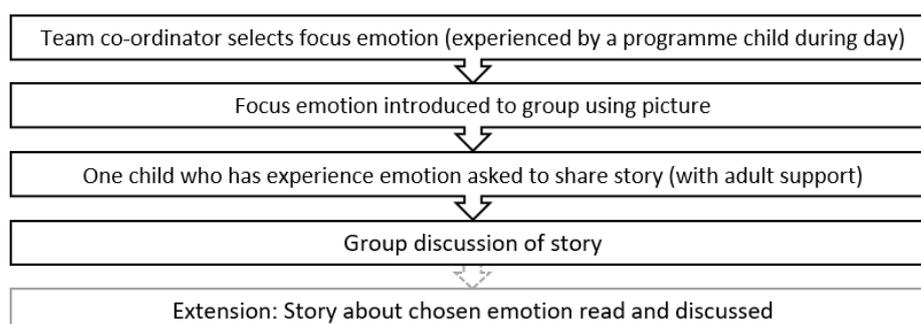 Team co-ordinator selects focus emotion (experienced by a programme child during day)
Focus emotion introduced to group using picture
One child who has experience emotion asked to share story (with adult support)
Group discussion of story
Extension: Story about chosen emotion read and discussed